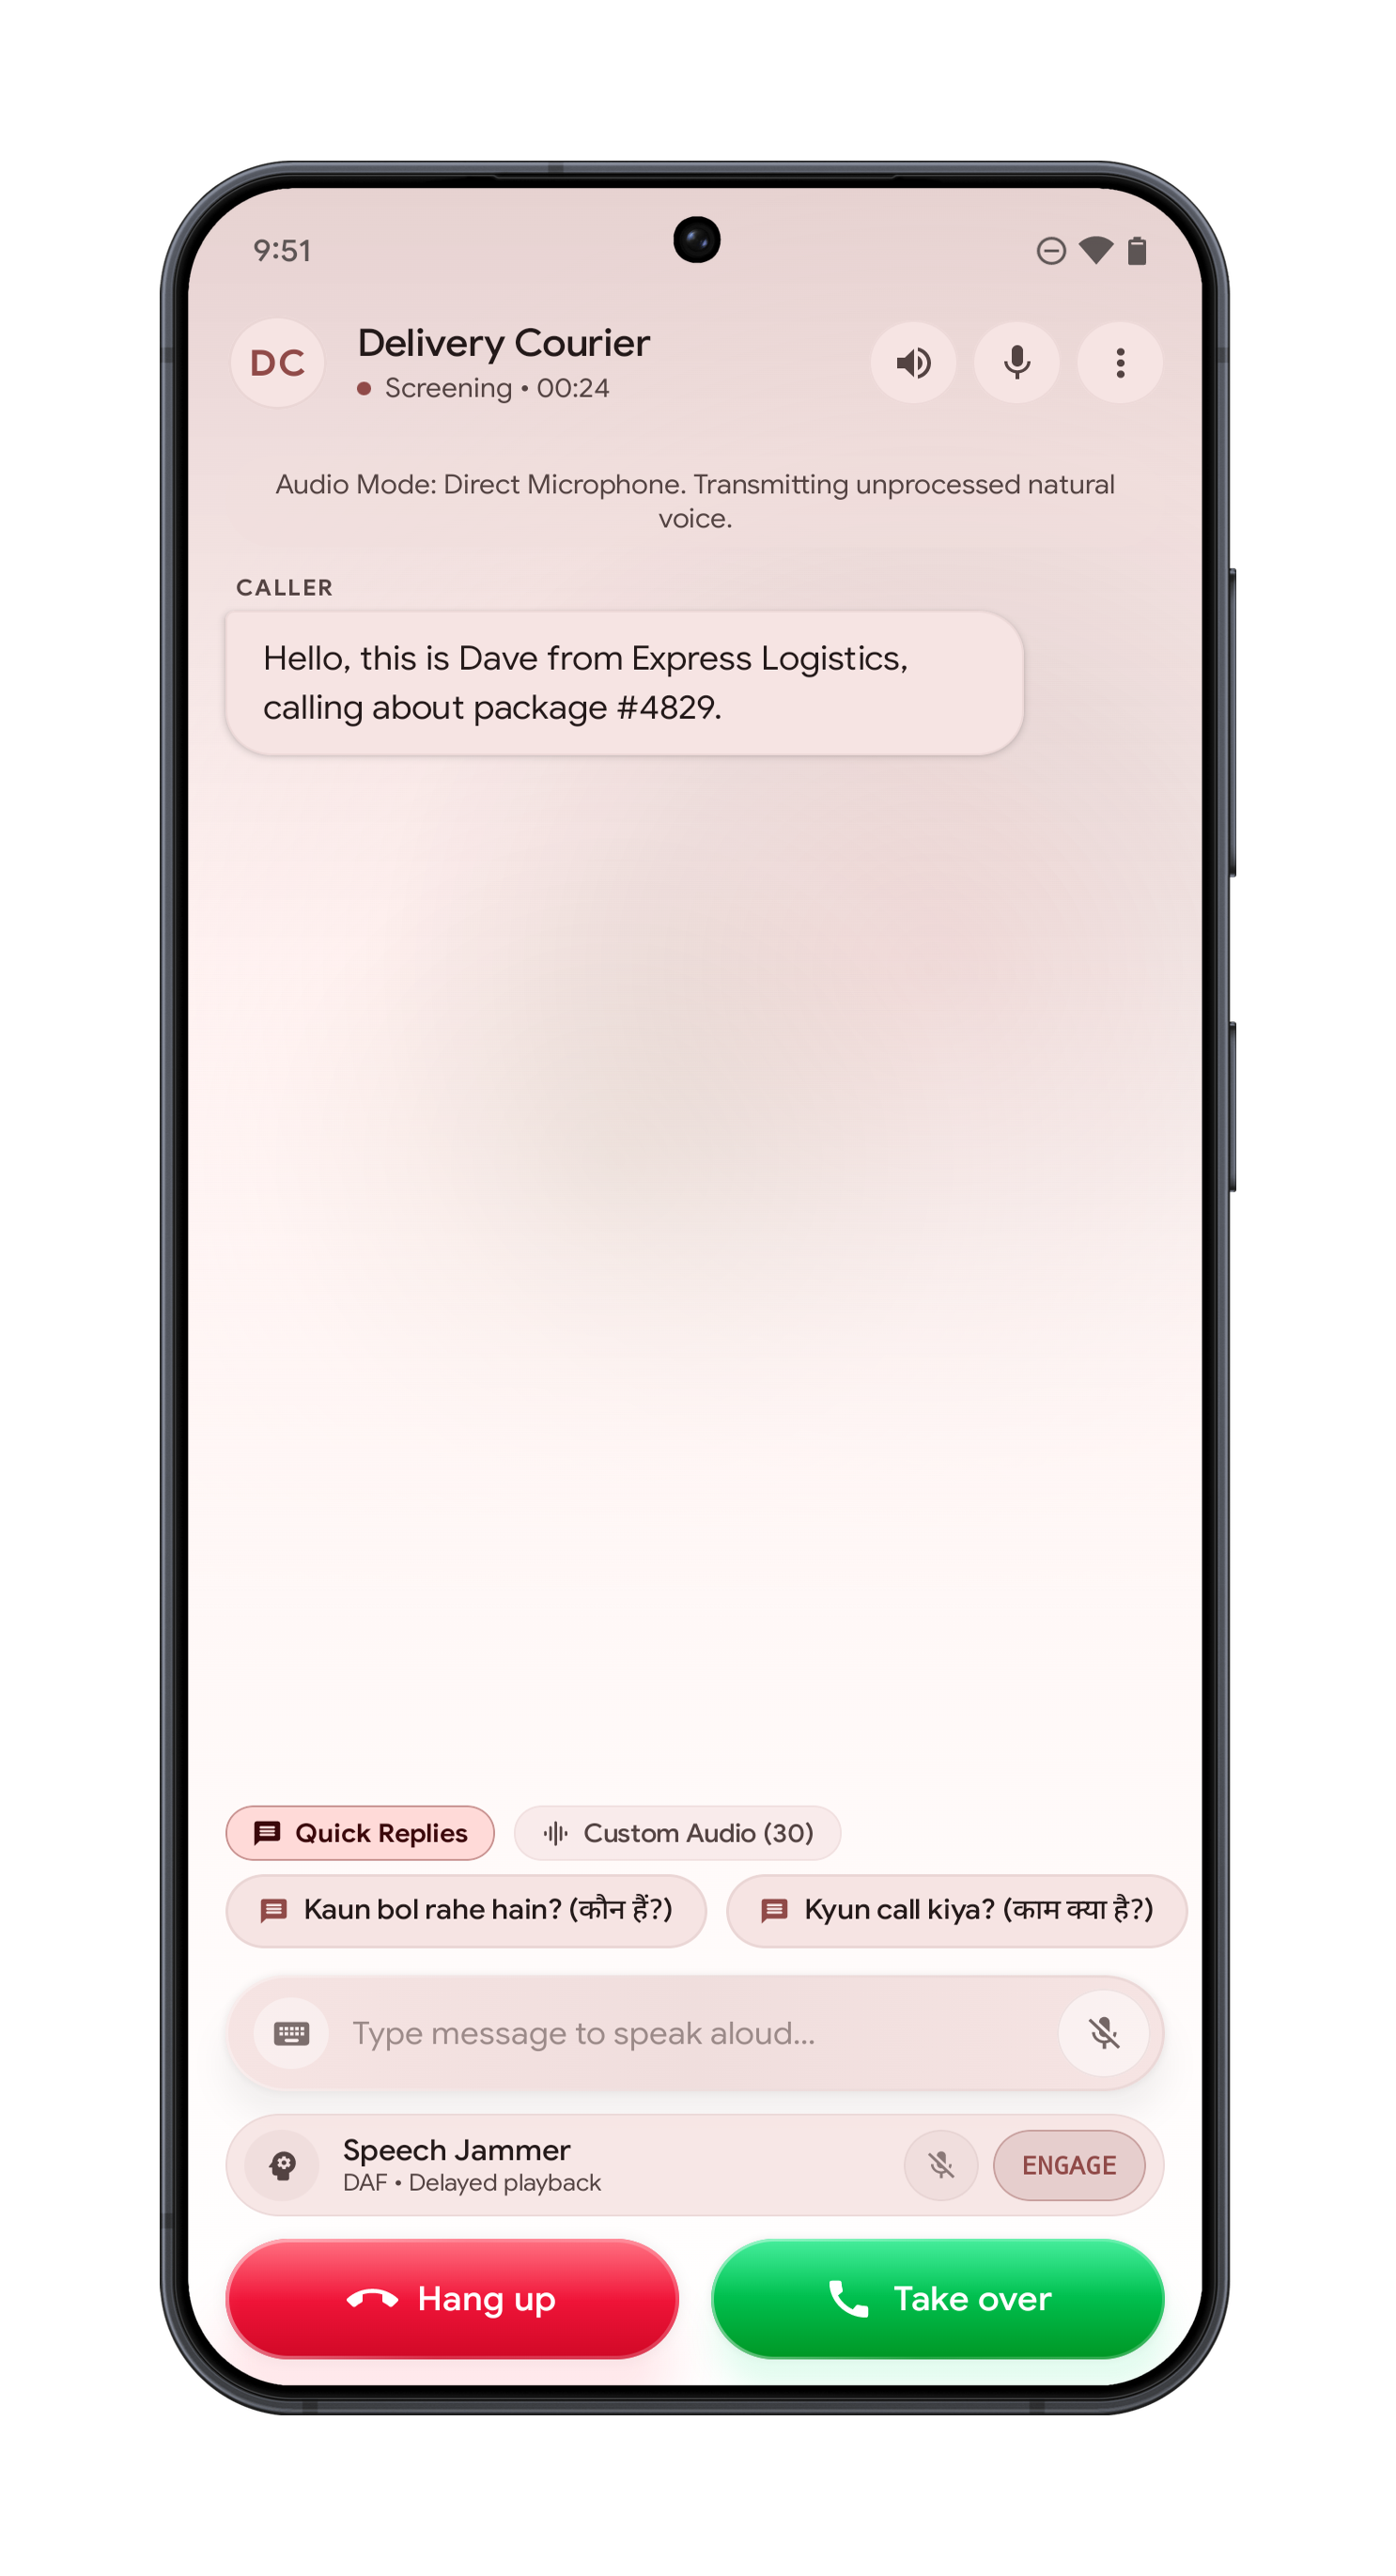 9:51
DC
Delivery Courier
Screening • 00:24
Audio Mode: Direct Microphone. Transmitting unprocessed natural
voice.
CALLER
Hello, this is Dave from Express Logistics,
calling about package #4829.
Quick Replies
Custom Audio (30)
Kaun bol rahe hain? (कौन हैं?)
Kyun call kiya? (काम क्या है?)
Type message to speak aloud...
Speech Jammer
DAF • Delayed playback
ENGAGE
Hang up
Take over